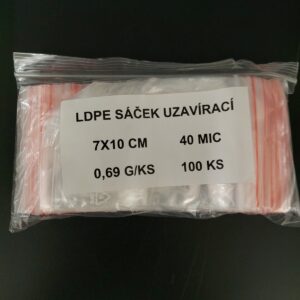 LDPE SÁČEK UZAVÍRACÍ
7X10 CM 40 MIC
0,69 G/KS 100 KS